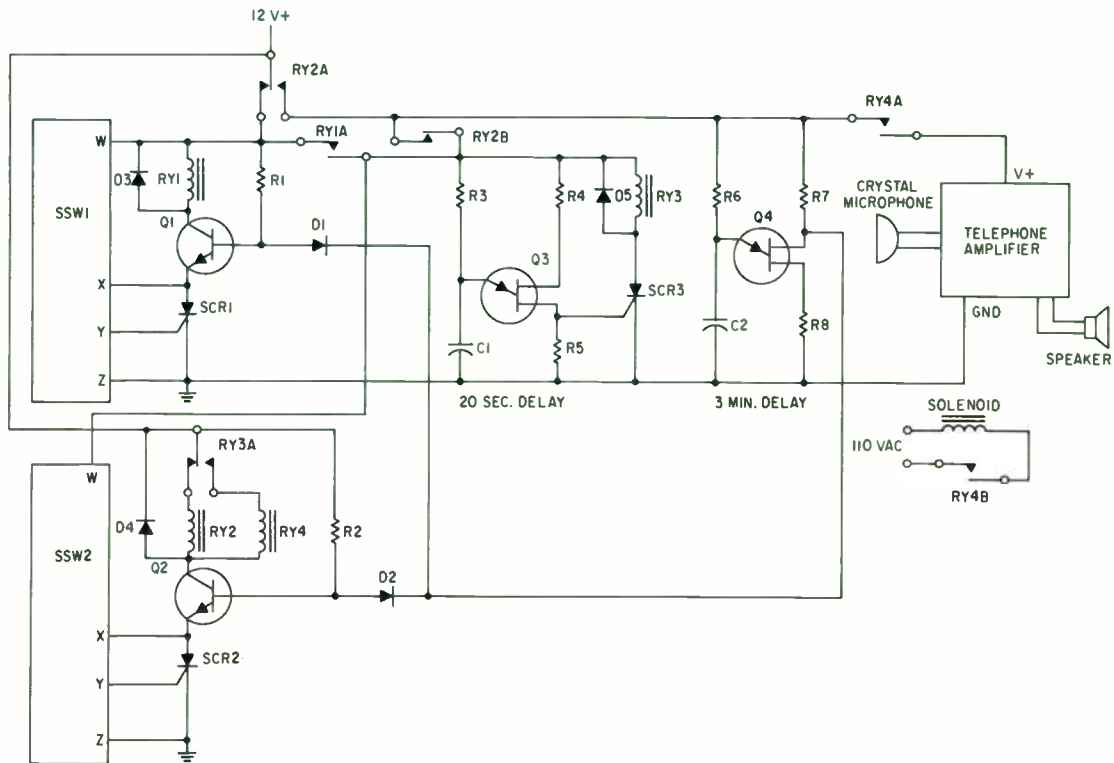 12 V+
RY2A
RY4A
W
RY1A
RY2B
V+
D3
RY1
R1
R3
R4
D5
RY3
R6
R7
CRYSTAL
MICROPHONE
SSW1
Q1
D1
Q4
TELEPHONE
AMPLIFIER
Q3
X
SCR1
SCR3
Y
C1
R5
C2
R8
GND
Z
SPEAKER
20 SEC. DELAY
3 MIN. DELAY
SOLENOID
RY3A
110 VAC
W
RY4B
D4
RY2
RY4
R2
SSW2
Q2
D2
X
SCR2
Y
Z